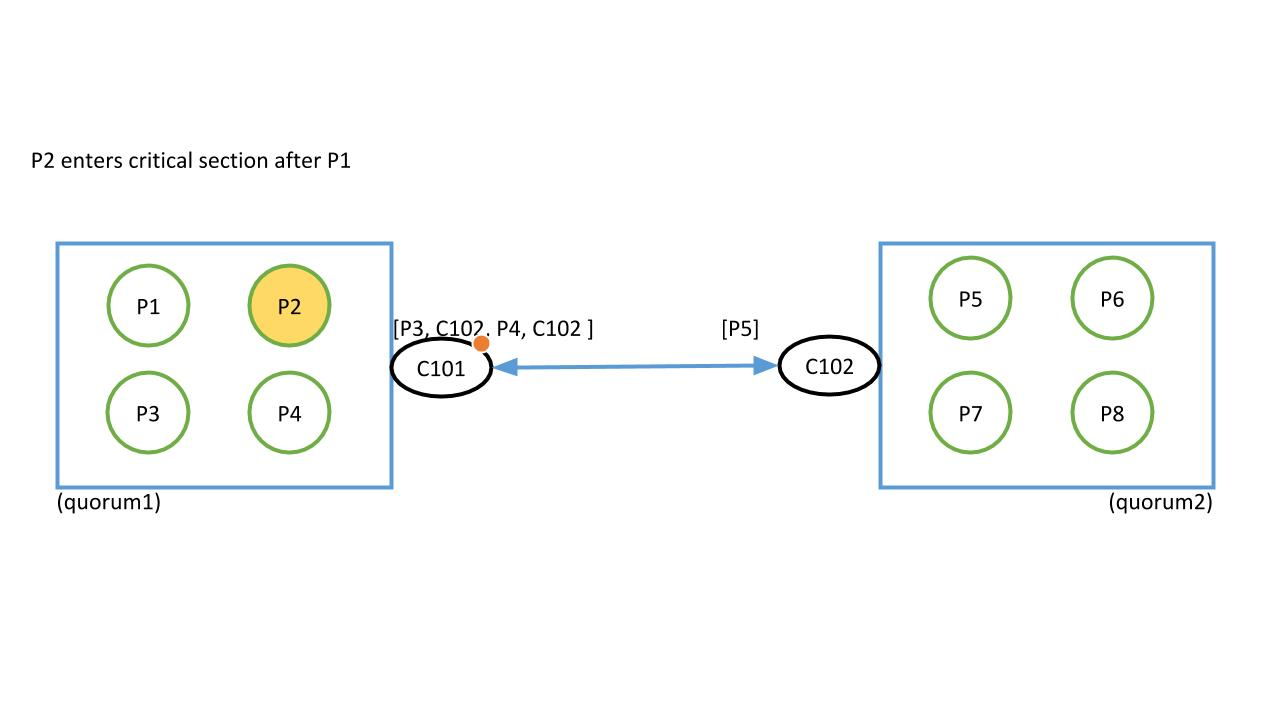 P2 enters critical section after P1
P1
P2
P5
P6
[P3, C102, P4, C102 ]
[P5]
C101
C102
P3
P4
P7
P8
(quorum1)
(quorum2)